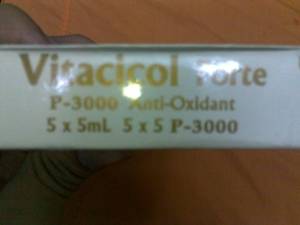 Vitacicol Forte
P-3000 Anti-Oxidant
5 x 5mL 5 x 5 P-3000